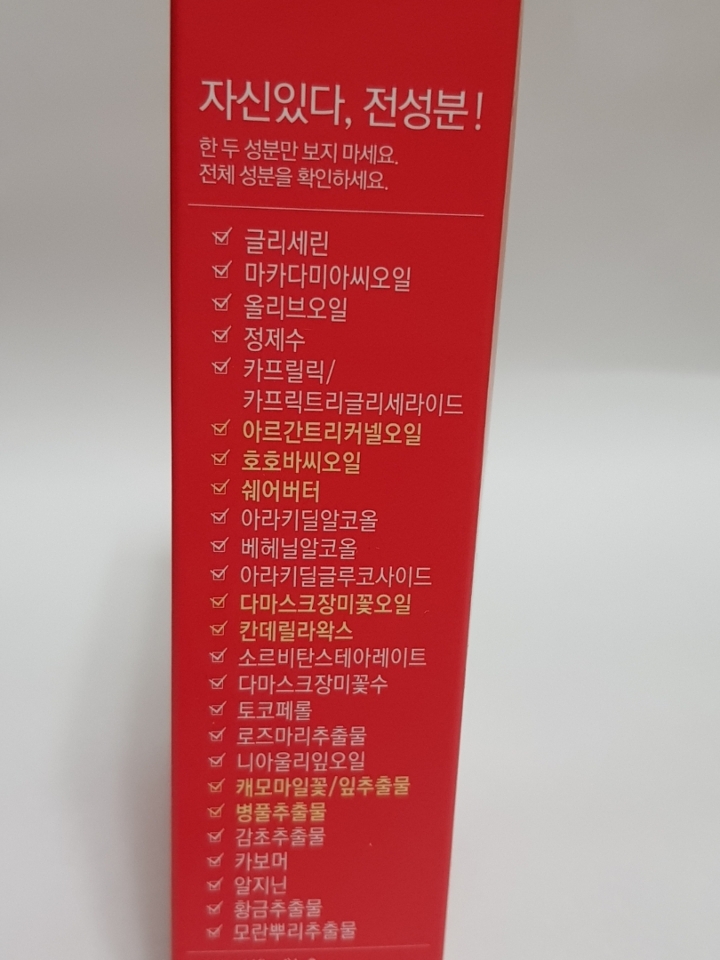 자신있다, 전성분!
한 두 성분만 보지 마세요.
전체 성분을 확인하세요.
글리세린
마카다미아씨오일
올리브오일
정제수
카프릴릭/
카프릭트리글리세라이드
아르간트리커넬오일
호호바씨오일
쉐어버터
아라키딜알코올
베헤닐알코올
아라키딜글루코사이드
다마스크장미꽃오일
칸데릴라왁스
소르비탄스테아레이트
다마스크장미꽃수
토코페롤
로즈마리추출물
니아울리잎오일
캐모마일꽃/잎추출물
병풀추출물
감초추출물
카보머
알지닌
황금추출물
모란뿌리추출물